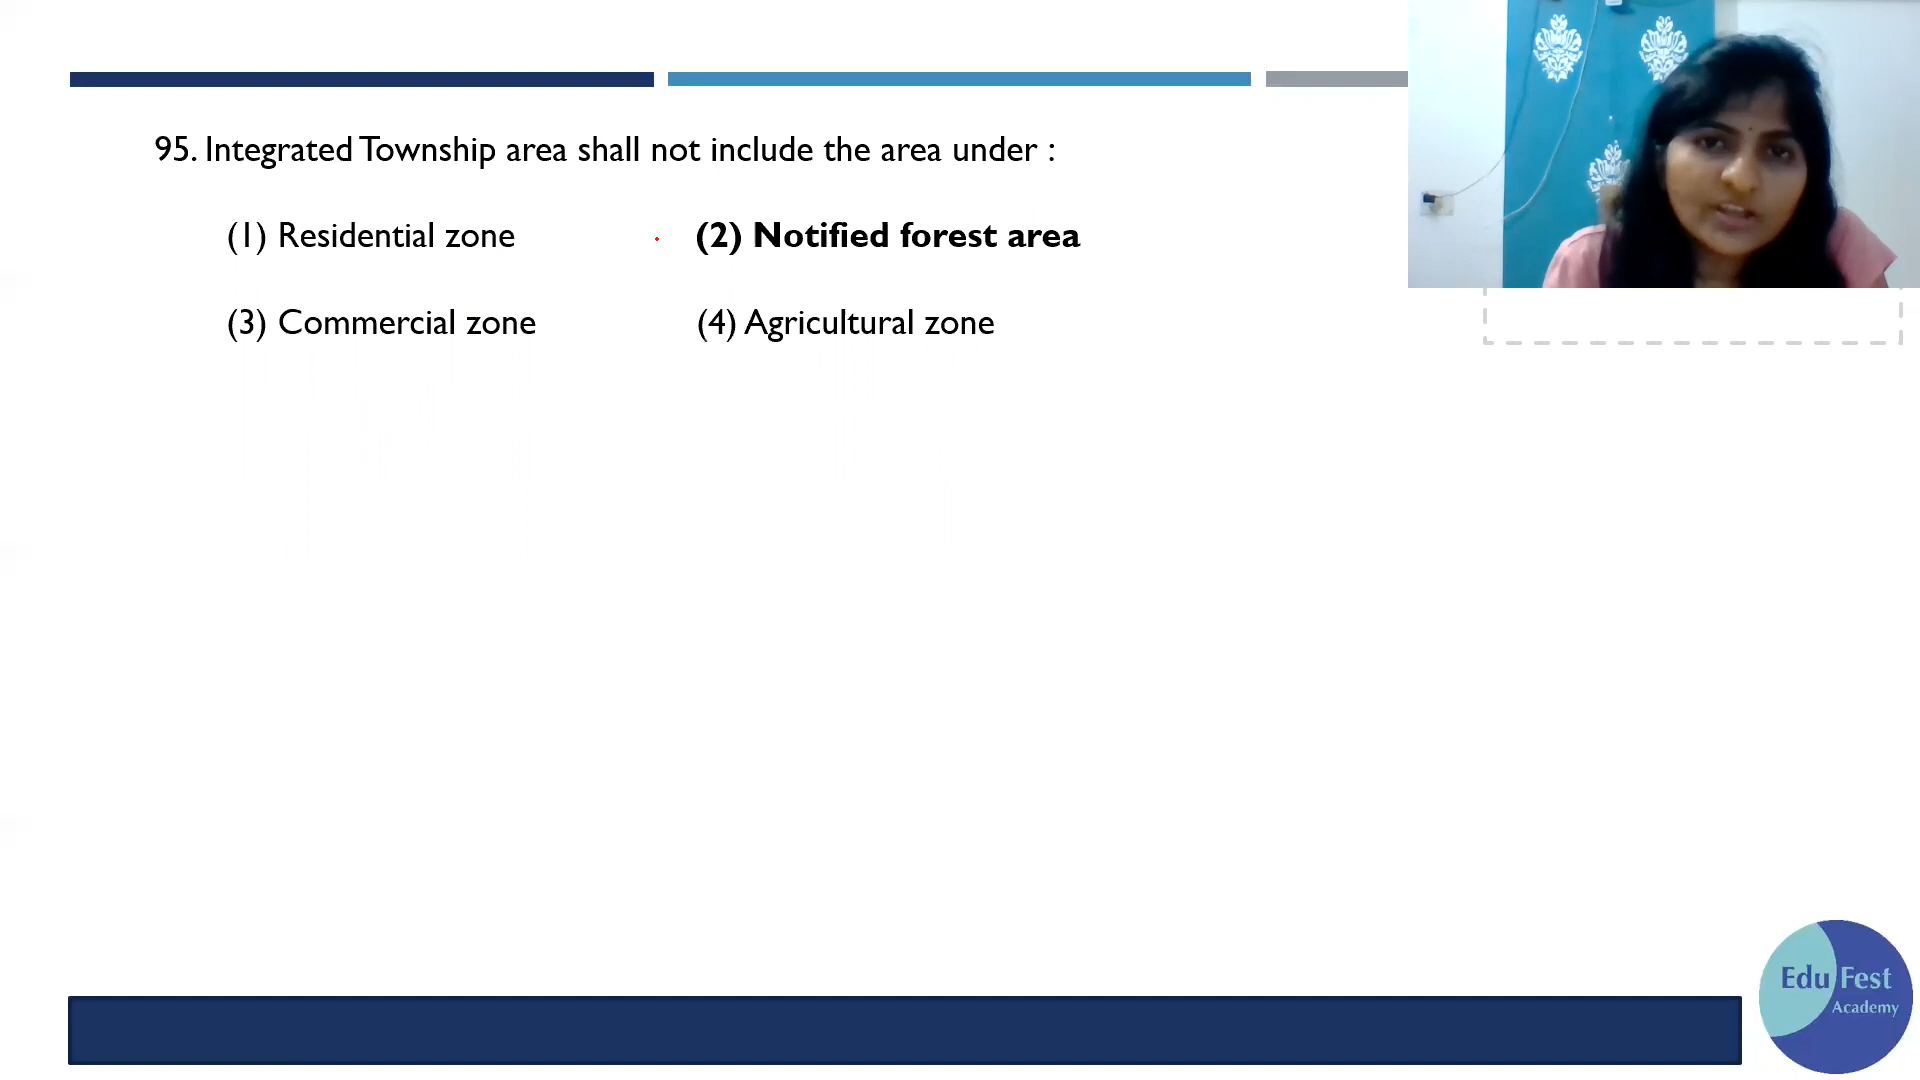 95. Integrated Township area shall not include the area under :
(1) Residential zone (2) Notified forest area
(3) Commercial zone (4) Agricultural zone
Edu Fest
Academy